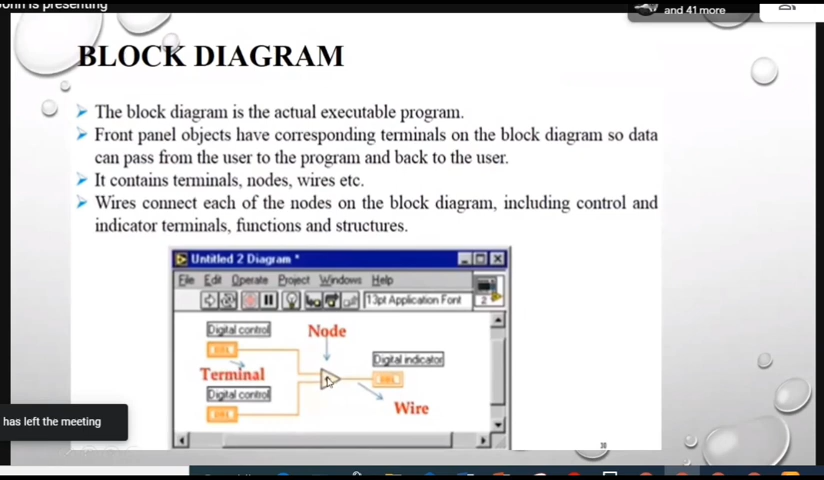 is presenting
and 41 more
BLOCK DIAGRAM
The block diagram is the actual executable program.
Front panel objects have corresponding terminals on the block diagram so data
can pass from the user to the program and back to the user.
It contains terminals, nodes, wires etc.
Wires connect each of the nodes on the block diagram, including control and
indicator terminals, functions and structures.
Untitled 2 Diagram *
File Edit Operate Project Windows Help
13pt Application Font
2
Digital control
Node
Digital indicator
Terminal
Digital control
Wire
has left the meeting